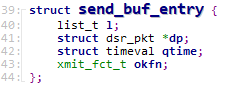 39: struct send_buf_entry {
40:     list_t l;
41:     struct dsr_pkt *dp;
42:     struct timeval qtime;
43:     xmit_fct_t okfn;
44: };